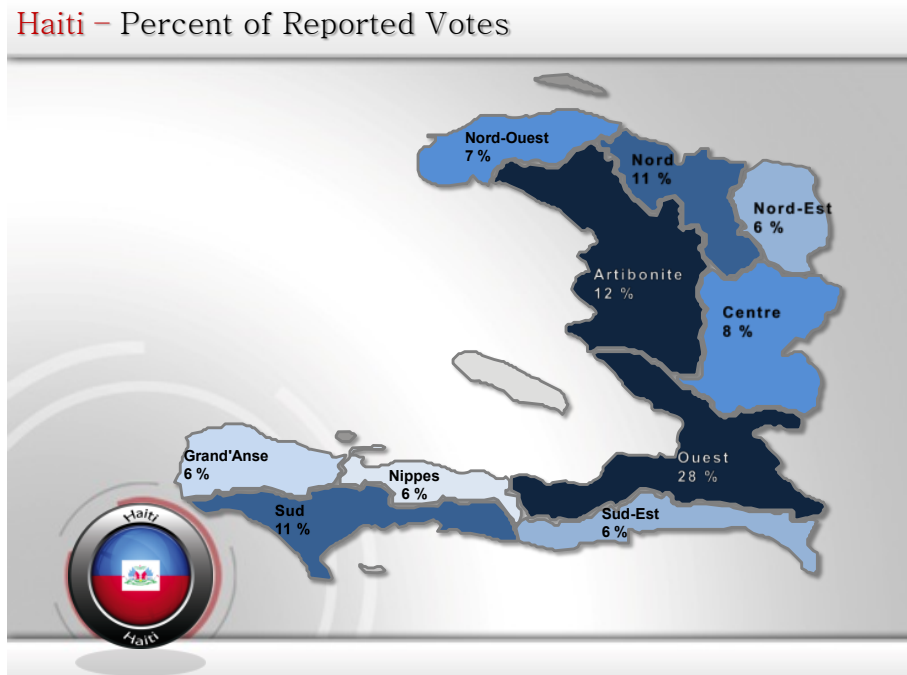 Haiti – Percent of Reported Votes
Nord-Ouest
7 %
Nord
11 %
Nord-Est
6 %
Artibonite
12 %
Centre
8 %
Ouest
28 %
Grand'Anse
6 %
Nippes
6 %
Sud
11 %
Sud-Est
6 %
Haiti
Haiti